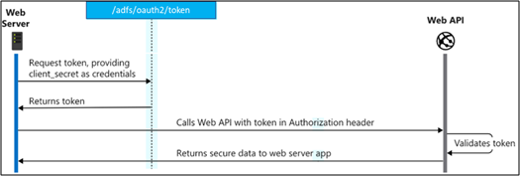 Web
Server
/adfs/oauth2/token
Web API
Request token, providing
client_secret as credentials
Returns token
Calls Web API with token in Authorization header
Validates token
Returns secure data to web server app